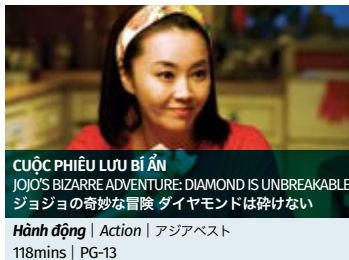 CUỘC PHIÊU LƯU BÍ ẨN
JOJO'S BIZARRE ADVENTURE: DIAMOND IS UNBREAKABLE
ジョジョの奇妙な冒険 ダイヤモンドは砕けない
Hành động | Action | アジアベスト
118mins | PG-13